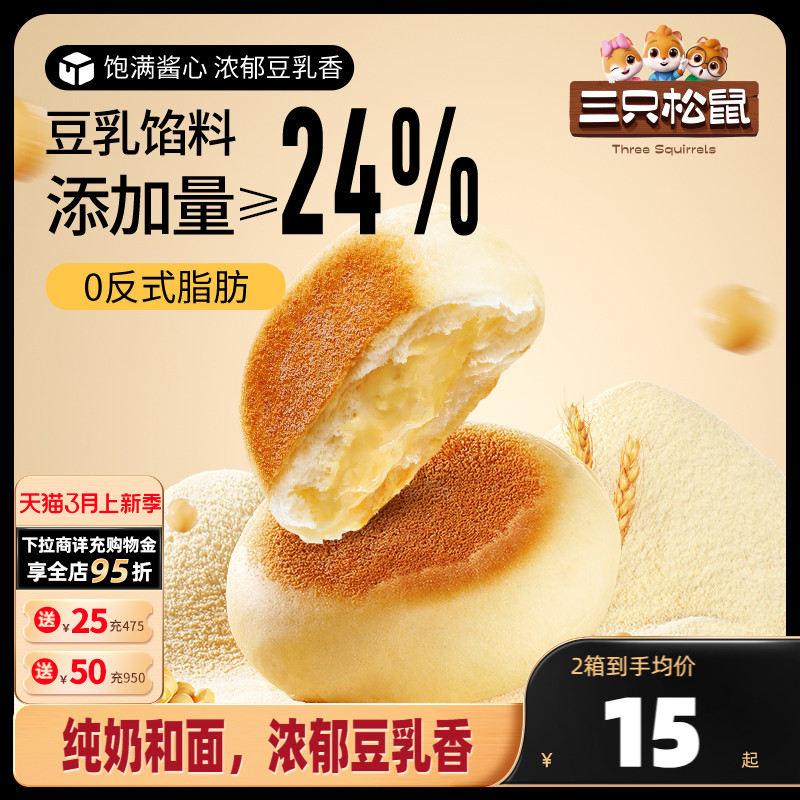 饱满酱心 浓郁豆乳香
豆乳馅料
添加量≥24%
0反式脂肪
三只松鼠
Three Squirrels
天猫3月上新季
下拉商详充购物金
享全店95折
送 ¥25充475
送 ¥50充950
纯奶和面，浓郁豆乳香
2箱到手均价
¥15起